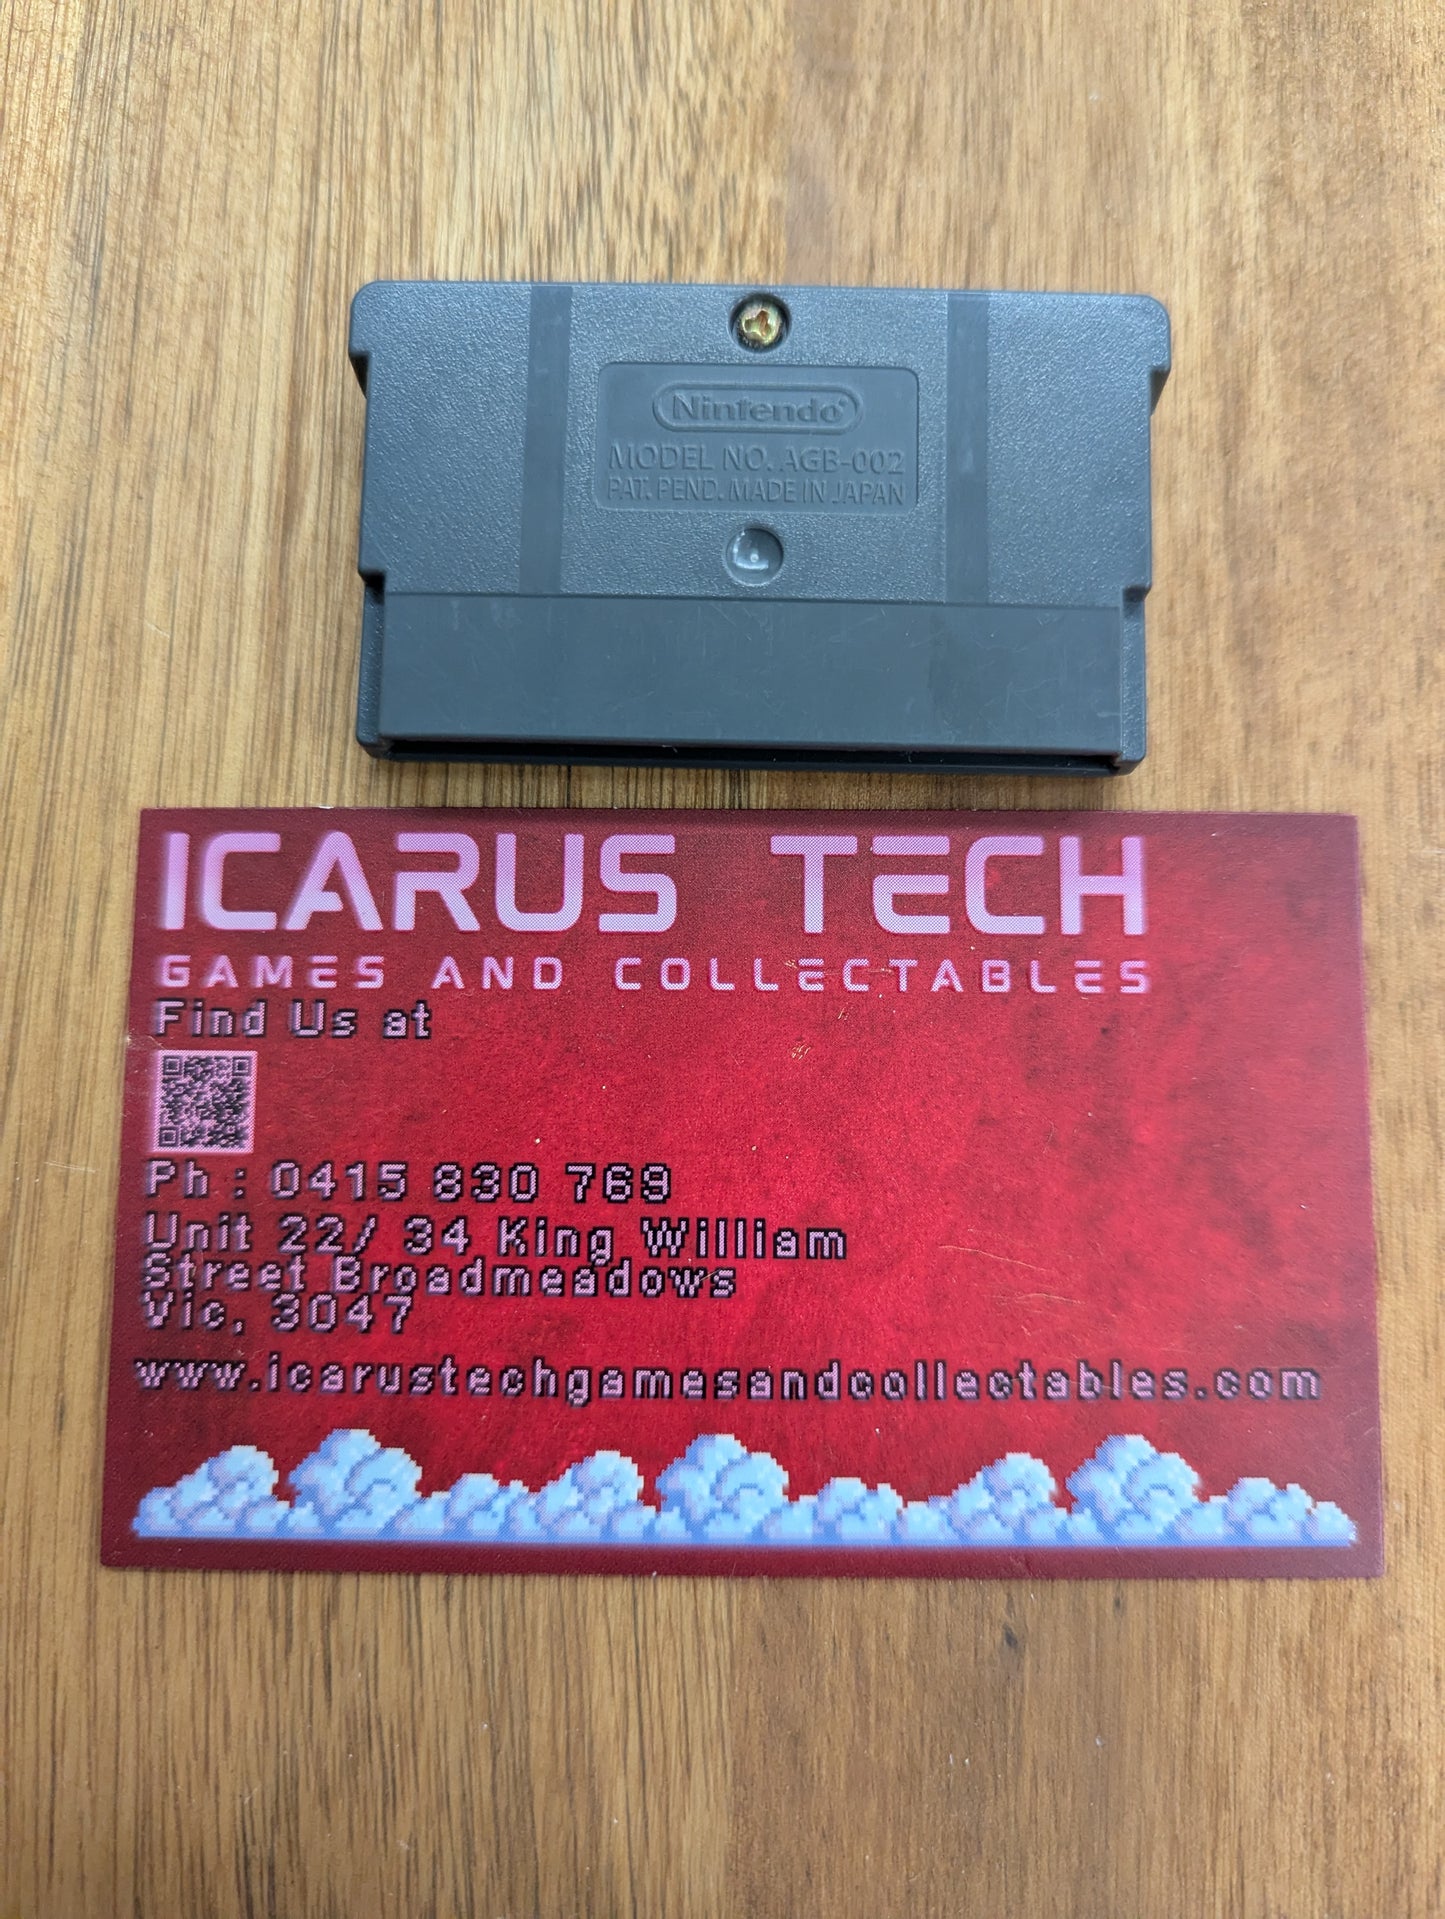 Nintendo®
MODEL NO. AGB-002
PAT. PEND. MADE IN JAPAN
ICARUS TECH
GAMES AND COLLECTABLES
Find Us at
Ph : 0415 830 769
Unit 22/ 34 King William
Street Broadmeadows
Vic, 3047
www.icarustechgamesandcollectables.com